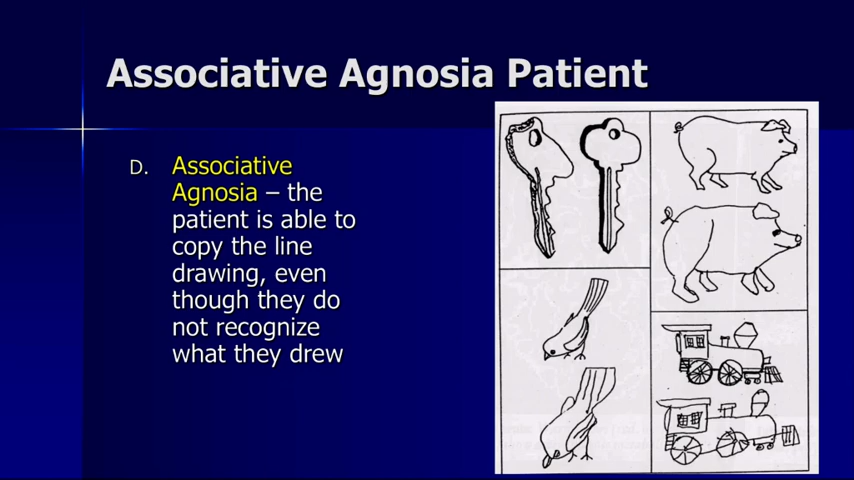 Associative Agnosia Patient
D. Associative
Agnosia – the
patient is able to
copy the line
drawing, even
though they do
not recognize
what they drew